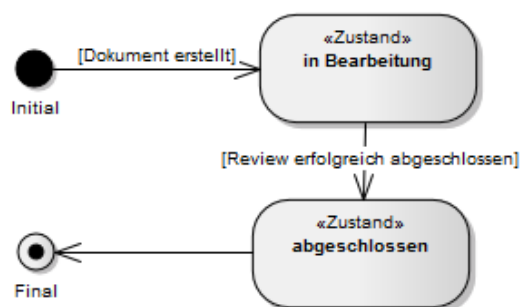 «Zustand»
in Bearbeitung
[Dokument erstellt]
Initial
[Review erfolgreich abgeschlossen]
«Zustand»
abgeschlossen
Final